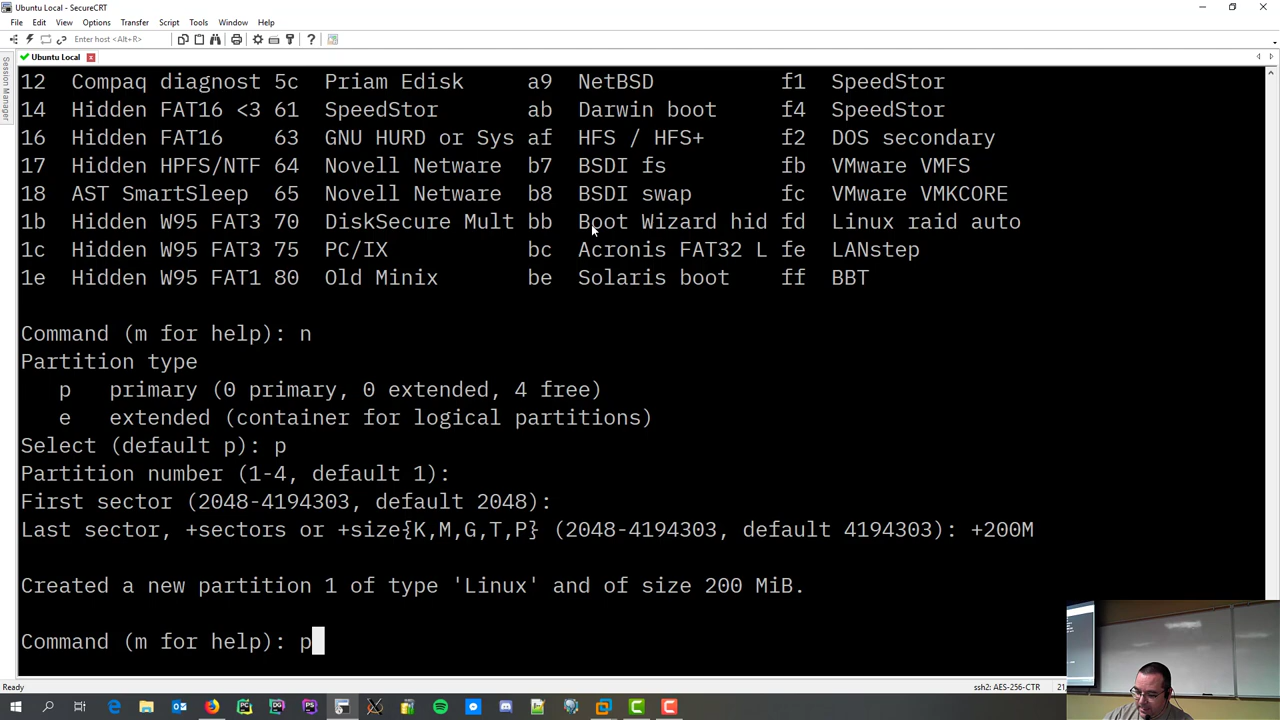 Ubuntu Local - SecureCRT
File Edit View Options Transfer Script Tools Window Help
Enter host <Alt+R>
Ubuntu Local
Session Manager
12 Compaq diagnost 5c Priam Edisk a9 NetBSD f1 SpeedStor
14 Hidden FAT16 <3 61 SpeedStor ab Darwin boot f4 SpeedStor
16 Hidden FAT16 63 GNU HURD or Sys af HFS / HFS+ f2 DOS secondary
17 Hidden HPFS/NTF 64 Novell Netware b7 BSDI fs fb VMware VMFS
18 AST SmartSleep 65 Novell Netware b8 BSDI swap fc VMware VMKCORE
1b Hidden W95 FAT3 70 DiskSecure Mult bb Boot Wizard hid fd Linux raid auto
1c Hidden W95 FAT3 75 PC/IX bc Acronis FAT32 L fe LANstep
1e Hidden W95 FAT1 80 Old Minix be Solaris boot ff BBT
Command (m for help): n
Partition type
p primary (0 primary, 0 extended, 4 free)
e extended (container for logical partitions)
Select (default p): p
Partition number (1-4, default 1):
First sector (2048-4194303, default 2048):
Last sector, +sectors or +size{K,M,G,T,P} (2048-4194303, default 4194303): +200M
Created a new partition 1 of type 'Linux' and of size 200 MiB.
Command (m for help): p
Ready
ssh2: AES-256-CTR